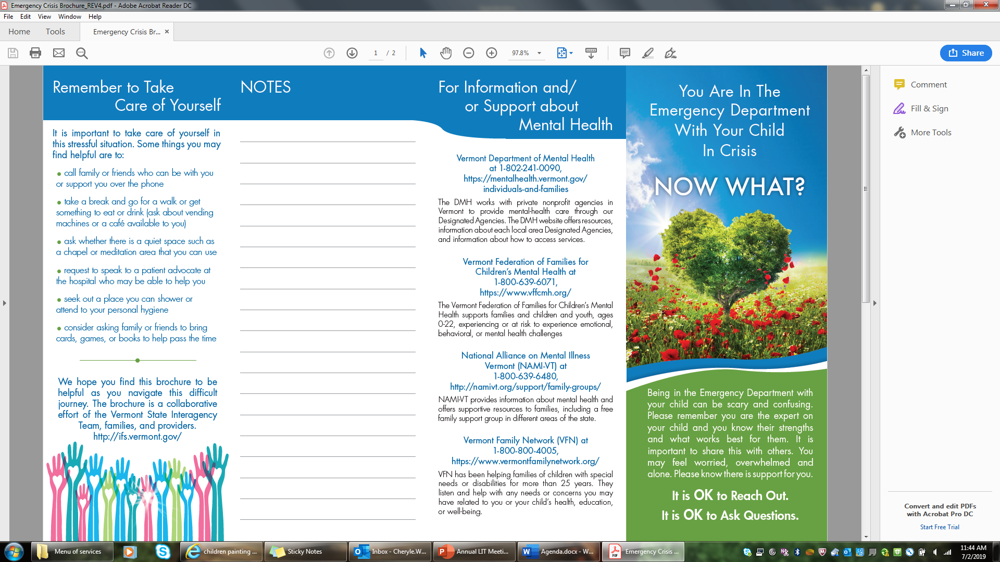 Emergency Crisis Brochure_REV4.pdf - Adobe Acrobat Reader DC
File Edit View Window Help
Home Tools Emergency Crisis Br... ×
1 / 2 97.8% Share
Remember to Take
Care of Yourself
It is important to take care of yourself in
this stressful situation. Some things you may
find helpful are to:
• call family or friends who can be with you
or support you over the phone
• take a break and go for a walk or get
something to eat or drink (ask about vending
machines or a café available to you)
• ask whether there is a quiet space such as
a chapel or meditation area that you can use
• request to speak to a patient advocate at
the hospital who may be able to help you
• seek out a place you can shower or
attend to your personal hygiene
• consider asking family or friends to bring
cards, games, or books to help pass the time
We hope you find this brochure to be
helpful as you navigate this difficult
journey. The brochure is a collaborative
effort of the Vermont State Interagency
Team, families, and providers.
http://ifs.vermont.gov/
NOTES
For Information and/
or Support about
Mental Health
Vermont Department of Mental Health
at 1-802-241-0090,
https://mentalhealth.vermont.gov/
individuals-and-families
The DMH works with private nonprofit agencies in
Vermont to provide mental-health care through our
Designated Agencies. The DMH website offers resources,
information about each local area Designated Agencies,
and information about how to access services.
Vermont Federation of Families for
Children's Mental Health at
1-800-639-6071,
https://www.vffcmh.org/
The Vermont Federation of Families for Children's Mental
Health supports families and children and youth, ages
0-22, experiencing or at risk to experience emotional,
behavioral, or mental health challenges
National Alliance on Mental Illness
Vermont (NAMI-VT) at
1-800-639-6480,
http://namivt.org/support/family-groups/
NAMI-VT provides information about mental health and
offers supportive resources to families, including a free
family support group in different areas of the state.
Vermont Family Network (VFN) at
1-800-800-4005,
https://www.vermontfamilynetwork.org/
VFN has been helping families of children with special
needs or disabilities for more than 25 years. They
listen and help with any needs or concerns you may
have related to you or your child's health, education,
or well-being.
You Are In The
Emergency Department
With Your Child
In Crisis
NOW WHAT?
Being in the Emergency Department with
your child can be scary and confusing.
Please remember you are the expert on
your child and you know their strengths
and what works best for them. It is
important to share this with others. You
may feel worried, overwhelmed and
alone. Please know there is support for you.
It is OK to Reach Out.
It is OK to Ask Questions.
Comment
Fill & Sign
More Tools
Convert and edit PDFs
with Acrobat Pro DC
Start Free Trial
Menu of services
children painting ...
Sticky Notes
Inbox - Cheryle.W...
Annual LIT Meeti...
Agenda.docx - W...
Emergency Crisis ...
11:44 AM
7/2/2019